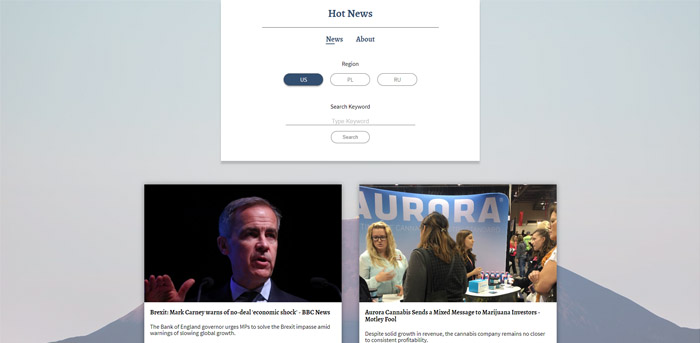 Hot News
News About
Region
US PL RU
Search Keyword
Type Keyword
Search
AURORA
Brexit: Mark Carney warns of no-deal 'economic shock' - BBC News
The Bank of England governor urges MPs to solve the Brexit impasse amid
warnings of slowing global growth.
Aurora Cannabis Sends a Mixed Message to Marijuana Investors -
Motley Fool
Despite solid growth in revenue, the cannabis company remains no closer
to consistent profitability.